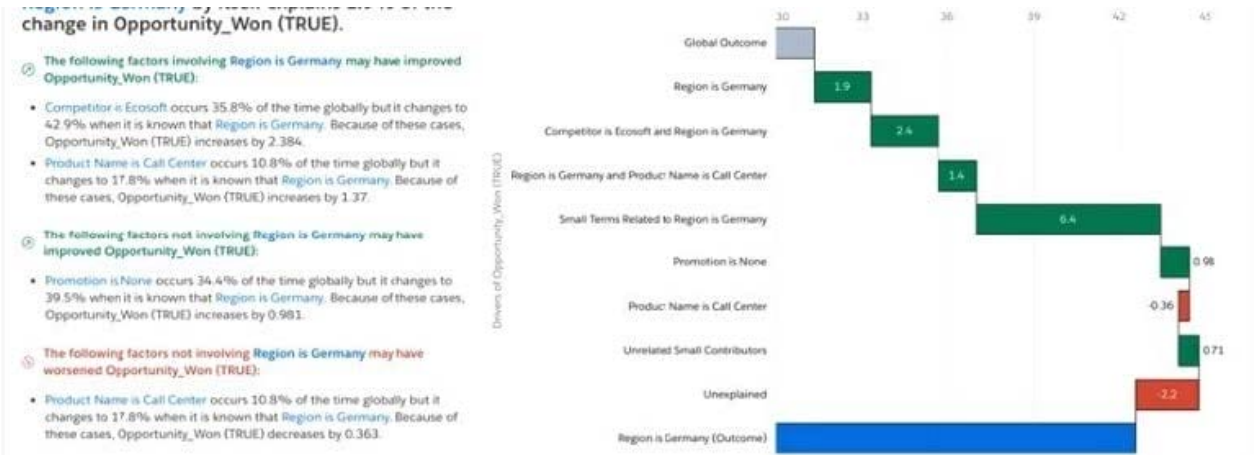 Region is Germany by itself explains 1.9 % of the
change in Opportunity_Won (TRUE).
The following factors involving Region is Germany may have improved
Opportunity_Won (TRUE):
• Competitor is Ecosoft occurs 35.8% of the time globally but it changes to
42.9% when it is known that Region is Germany. Because of these cases,
Opportunity_Won (TRUE) increases by 2.384.
• Product Name is Call Center occurs 10.8% of the time globally but it
changes to 17.8% when it is known that Region is Germany. Because of
these cases, Opportunity_Won (TRUE) increases by 1.37.
The following factors not involving Region is Germany may have
improved Opportunity_Won (TRUE):
• Promotion is None occurs 34.4% of the time globally but it changes to
39.5% when it is known that Region is Germany. Because of these cases,
Opportunity_Won (TRUE) increases by 0.981.
The following factors not involving Region is Germany may have
worsened Opportunity_Won (TRUE):
• Product Name is Call Center occurs 10.8% of the time globally but it
changes to 17.8% when it is known that Region is Germany. Because of
these cases, Opportunity_Won (TRUE) decreases by 0.363.
Drivers of Opportunity_Won (TRUE)
30 33 36 39 42 45
Global Outcome
Region is Germany 1.9
Competitor is Ecosoft and Region is Germany 2.4
Region is Germany and Product Name is Call Center 1.4
Small Terms Related to Region is Germany 6.4
Promotion is None 0.98
Product Name is Call Center -0.36
Unrelated Small Contributors 0.71
Unexplained -2.2
Region is Germany (Outcome)